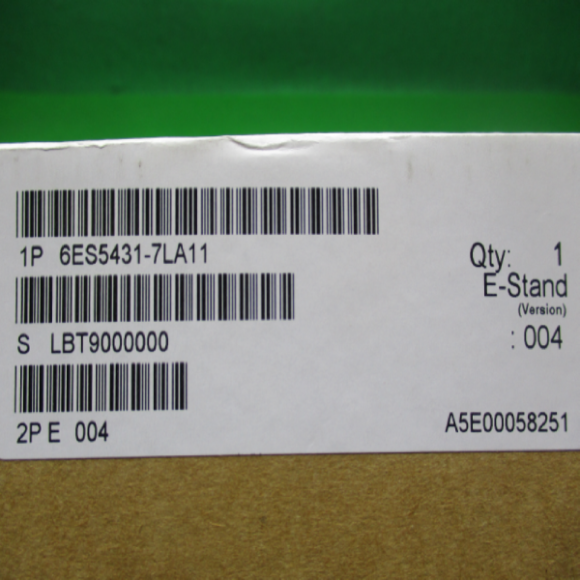 1P 6ES5431-7LA11
Qty: 1
E-Stand
(Version)
S LBT9000000
: 004
2P E 004
A5E00058251